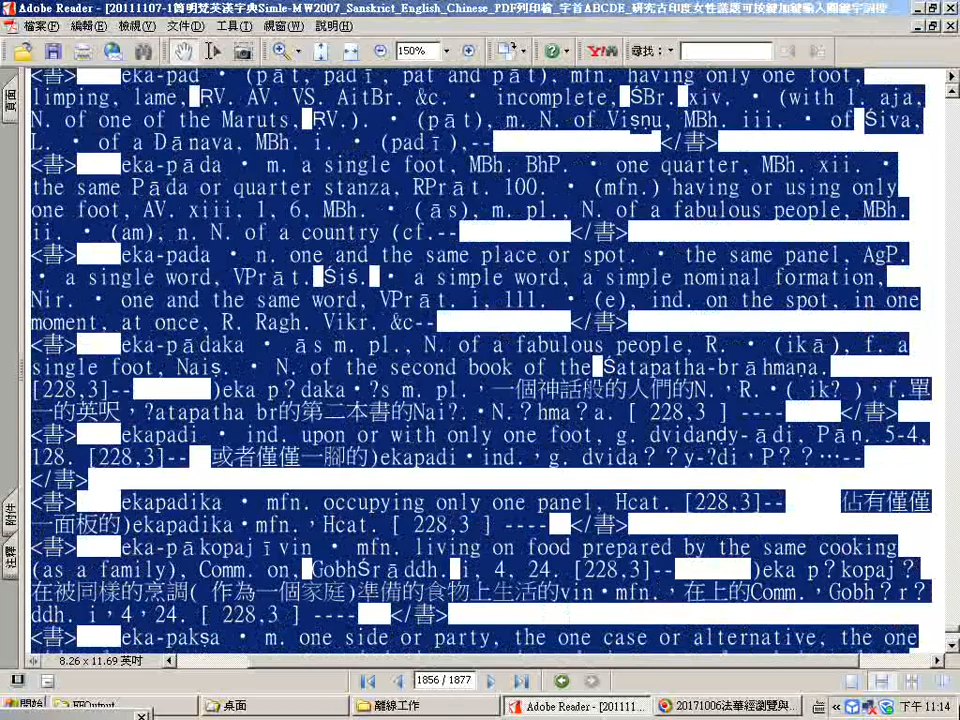 Adobe Reader - [20111107-1簡明梵英漢字典Simle-MW2007_Sanskrict_English_Chinese_PDF列印檔_字首ABCDE_研究古印度女性議題可按鍵加鍵輸入關鍵字詞搜
檔案(F) 編輯(E) 檢視(V) 文件(D) 工具(T) 視窗(W) 說明(H)
150% Y! 尋找：
頁面
附件
註釋
<書> eka-pad • (pāt, padī, pat and pāt), mfn. having only one foot,
limping, lame, RV. AV. VS. AitBr. &c. • incomplete, ŚBr. xiv. • (with l. aja,
N. of one of the Maruts, RV.). • (pāt), m. N. of Viṣṇu, MBh. iii. • of Śiva,
L. • of a Dānava, MBh. i. • (padī),-- </書>
<書> eka-pāda • m. a single foot, MBh. BhP. • one quarter, MBh. xii. •
the same Pāda or quarter stanza, RPrāt. 100. • (mfn.) having or using only
one foot, AV. xiii, 1, 6, MBh. • (ās), m. pl., N. of a fabulous people, MBh.
ii. • (am), n. N. of a country (cf.-- </書>
<書> eka-pada • n. one and the same place or spot. • the same panel, AgP.
• a single word, VPrāt. Śiś. • a simple word, a simple nominal formation,
Nir. • one and the same word, VPrāt. i, 111. • (e), ind. on the spot, in one
moment, at once, R. Ragh. Vikr. &c-- </書>
<書> eka-pādaka • ās m. pl., N. of a fabulous people, R. • (ikā), f. a
single foot, Naiṣ. • N. of the second book of the Śatapatha-brāhmaṇa.
[228,3]-- )eka p?daka•?s m. pl. ，一個神話般的人們的N.，R.•( ik? )，f.單
一的英呎，?atapatha br的第二本書的Nai?.•N.?hma?a. [ 228,3 ] ---- </書>
<書> ekapadi • ind. upon or with only one foot, g. dvidaṇḍy-ādi, Pāṇ. 5-4,
128. [228,3]-- 或者僅僅一腳的)ekapadi•ind.，g. dvida??y-?di，P??…--
</書>
<書> ekapadika • mfn. occupying only one panel, Hcat. [228,3]-- 佔有僅僅
一面板的)ekapadika•mfn.，Hcat. [ 228,3 ] ---- </書>
<書> eka-pākopajīvin • mfn. living on food prepared by the same cooking
(as a family), Comm. on, GobhŚrāddh. i, 4, 24. [228,3]-- )eka p?kopaj?
在被同樣的烹調( 作為一個家庭)準備的食物上生活的vin•mfn.，在上的Comm.，Gobh?r?
ddh. i，4，24. [ 228,3 ] ---- </書>
<書> eka-pakṣa • m. one side or party, the one case or alternative, the one
8.26 x 11.69 英吋
1856 / 1877
開始 FFOutput 桌面 離線工作 Adobe Reader - [201111... 20171006法華經瀏覽與... 下午 11:14